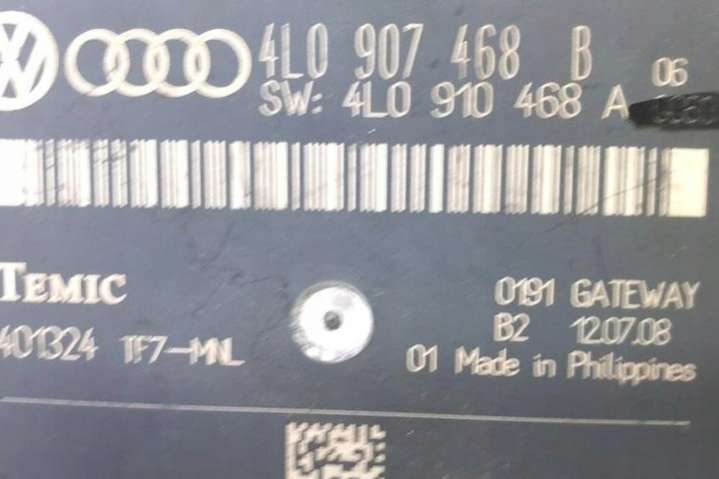 4L0 907 468 B 06
SW: 4L0 910 468 A
TEMIC
0191 GATEWAY
B2 12.07.08
401324 TF7-MNL
01 Made in Philippines